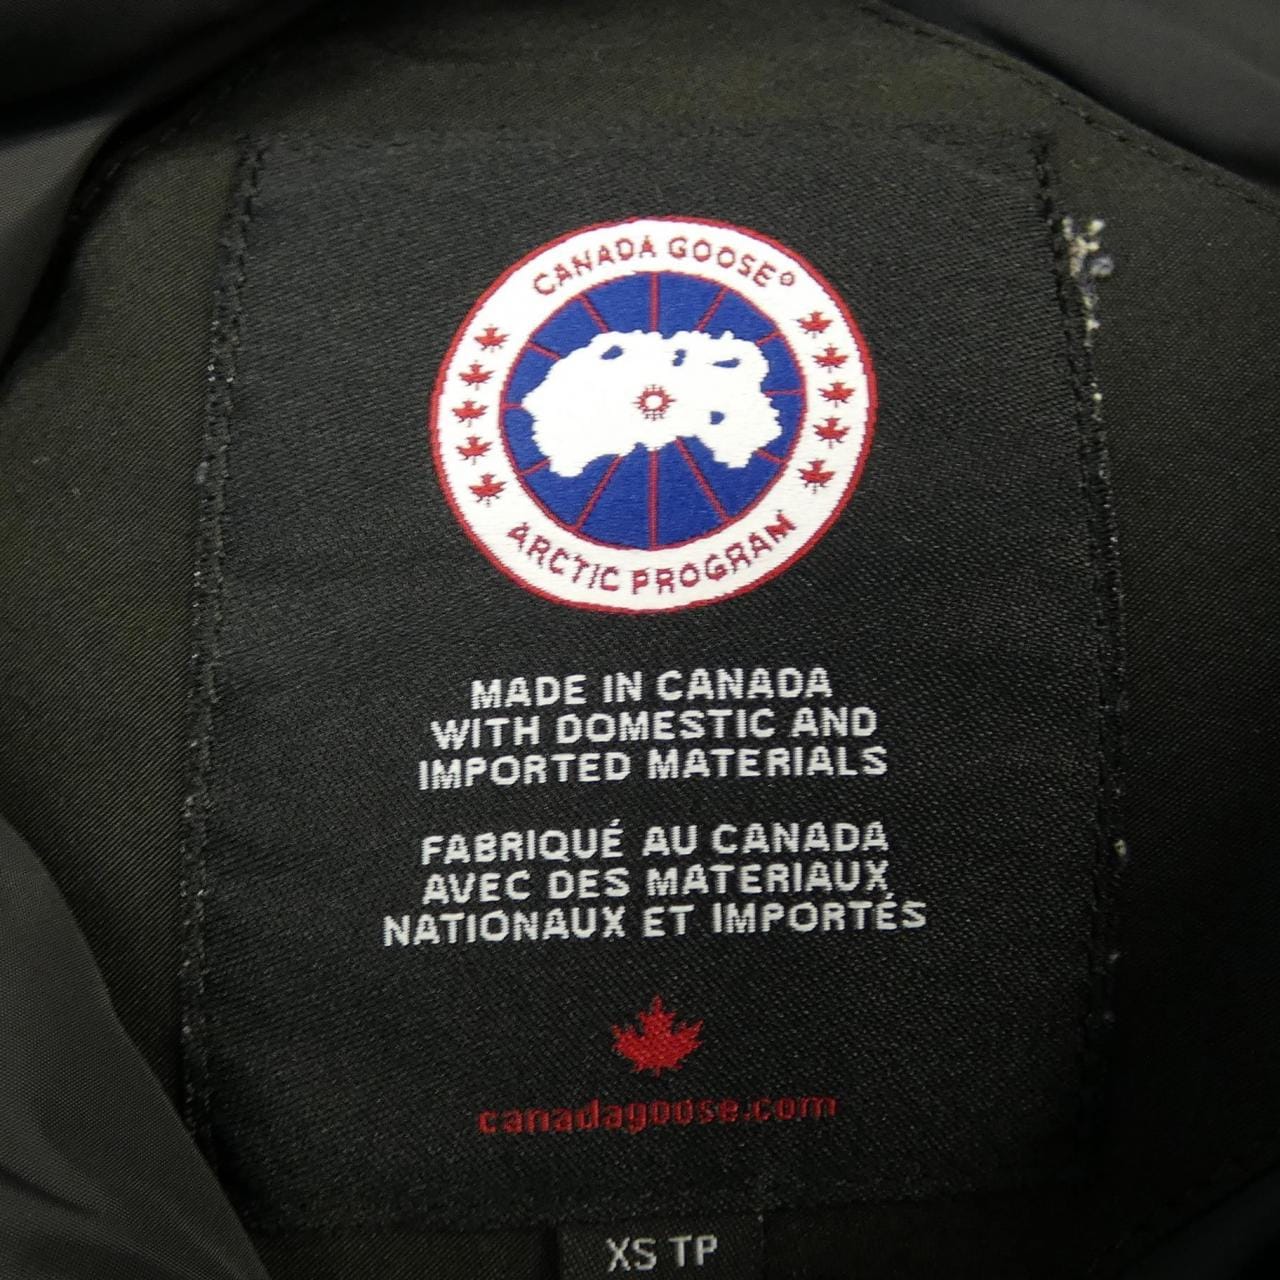 CANADA GOOSE®
ARCTIC PROGRAM
MADE IN CANADA
WITH DOMESTIC AND
IMPORTED MATERIALS
FABRIQUÉ AU CANADA
AVEC DES MATERIAUX
NATIONAUX ET IMPORTÉS
canadagoose.com
XS TP